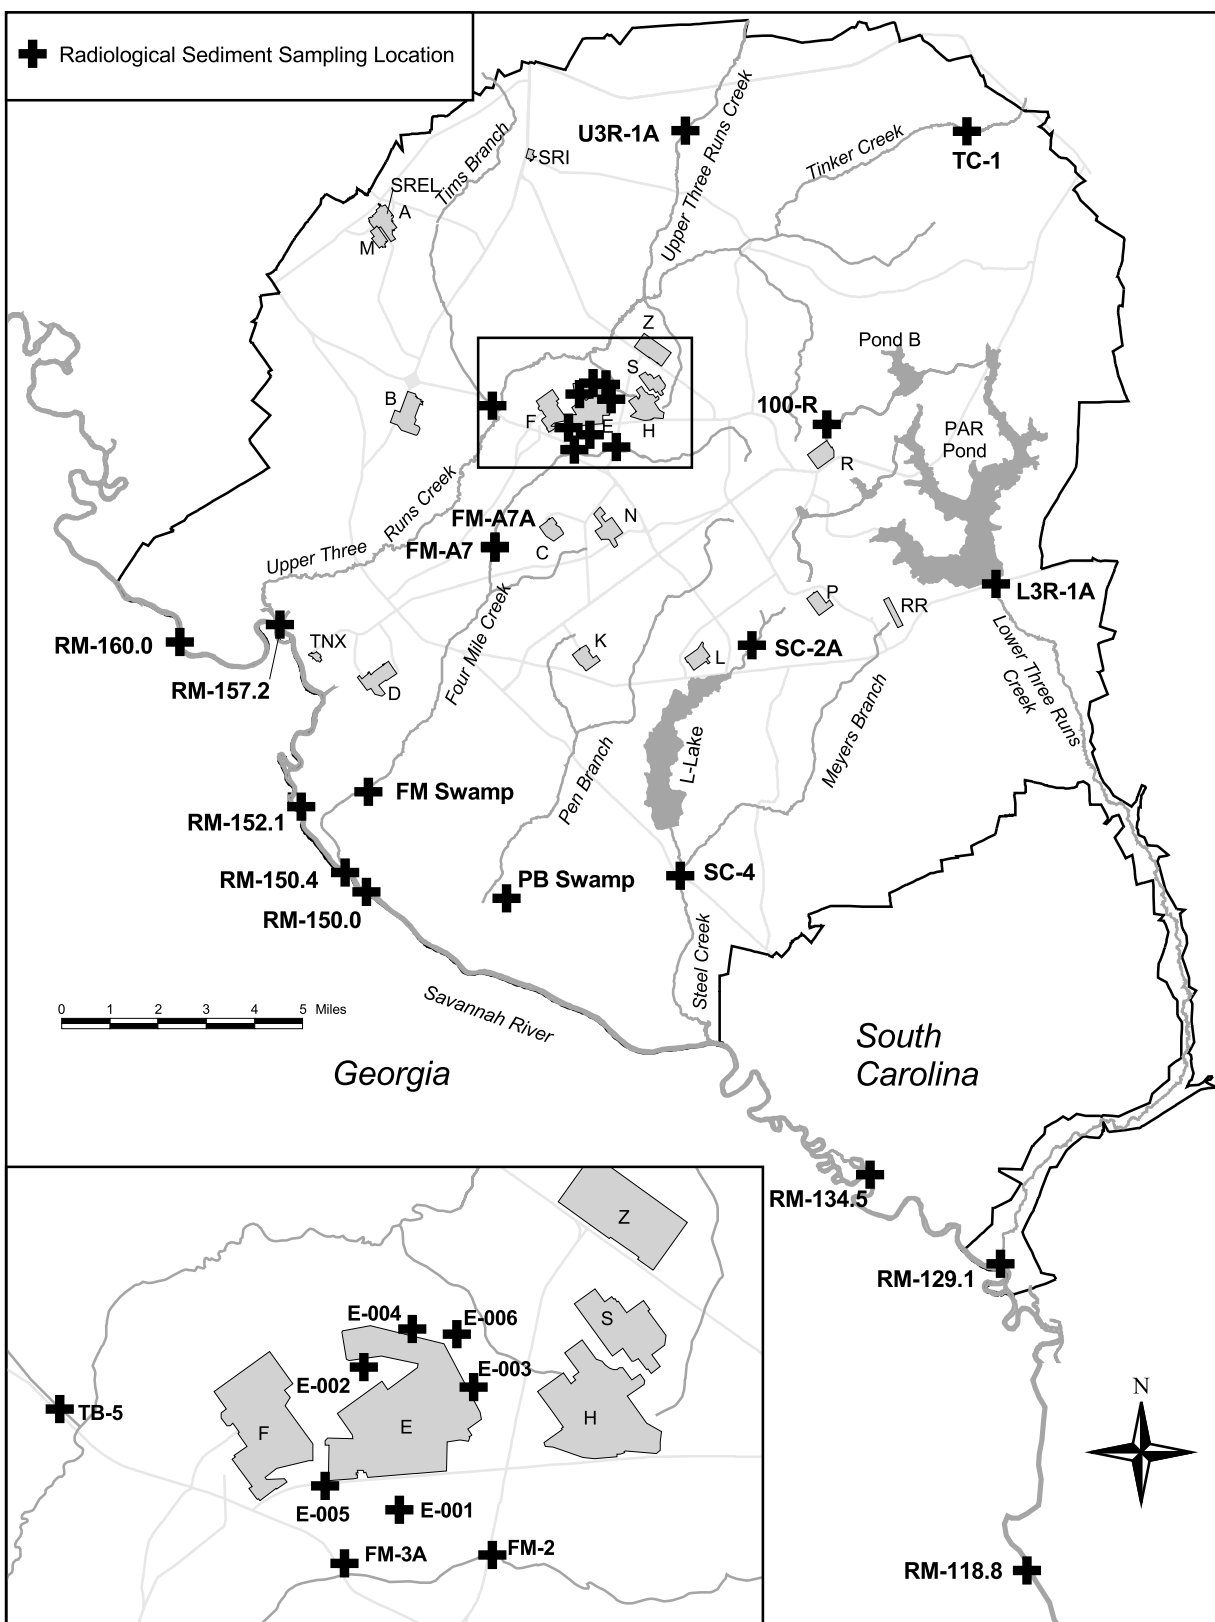 Radiological Sediment Sampling Location
U3R-1A
Upper Three Runs Creek
Tinker Creek
TC-1
Tims Branch
SRI
SREL
A
M
Z
Pond B
S
B
F
E
H
100-R
PAR
Pond
R
Upper Three Runs Creek
FM-A7A
FM-A7
C
N
L3R-1A
P
RR
RM-160.0
TNX
RM-157.2
D
Four Mile Creek
K
L
SC-2A
Lower Three Runs
Creek
Meyers Branch
L-Lake
Pen Branch
FM Swamp
RM-152.1
RM-150.4
RM-150.0
PB Swamp
SC-4
Steel Creek
Savannah River
0 1 2 3 4 5 Miles
Georgia
South
Carolina
RM-134.5
RM-129.1
RM-118.8
N
Z
E-004
E-006
S
E-002
E-003
TB-5
F
E
H
E-005
E-001
FM-3A
FM-2